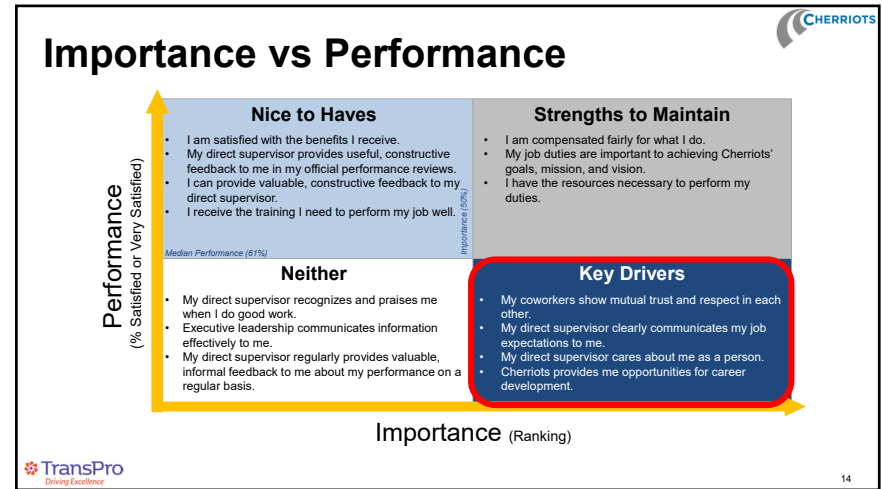 CHERRIOTS
Importance vs Performance
Performance
(% Satisfied or Very Satisfied)
Nice to Haves
• I am satisfied with the benefits I receive.
• My direct supervisor provides useful, constructive
feedback to me in my official performance reviews.
• I can provide valuable, constructive feedback to my
direct supervisor.
• I receive the training I need to perform my job well.
Median Performance (61%)
Importance (50%)
Strengths to Maintain
• I am compensated fairly for what I do.
• My job duties are important to achieving Cherriots'
goals, mission, and vision.
• I have the resources necessary to perform my
duties.
Neither
• My direct supervisor recognizes and praises me
when I do good work.
• Executive leadership communicates information
effectively to me.
• My direct supervisor regularly provides valuable,
informal feedback to me about my performance on a
regular basis.
Key Drivers
• My coworkers show mutual trust and respect in each
other.
• My direct supervisor clearly communicates my job
expectations to me.
• My direct supervisor cares about me as a person.
• Cherriots provides me opportunities for career
development.
Importance (Ranking)
TransPro
Driving Excellence
14